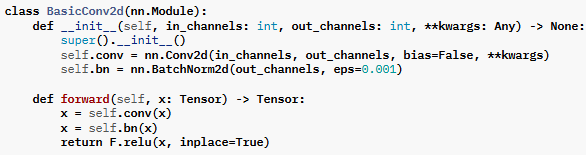 class BasicConv2d(nn.Module):
    def __init__(self, in_channels: int, out_channels: int, **kwargs: Any) -> None:
        super().__init__()
        self.conv = nn.Conv2d(in_channels, out_channels, bias=False, **kwargs)
        self.bn = nn.BatchNorm2d(out_channels, eps=0.001)

    def forward(self, x: Tensor) -> Tensor:
        x = self.conv(x)
        x = self.bn(x)
        return F.relu(x, inplace=True)